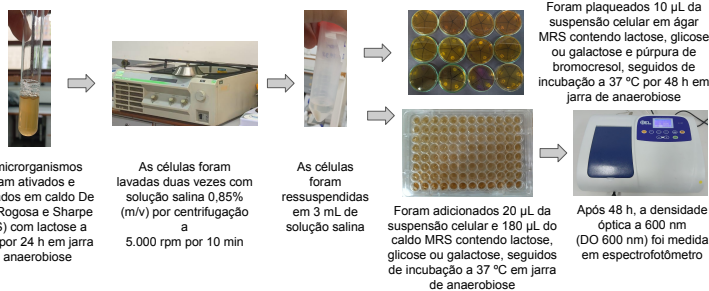 microrganismos
am ativados e
ados em caldo De
Rogosa e Sharpe
S) com lactose a
por 24 h em jarra
anaerobiose
As células foram
lavadas duas vezes com
solução salina 0,85%
(m/v) por centrifugação
a
5.000 rpm por 10 min
As células
foram
ressuspendidas
em 3 mL de
solução salina
Foram plaqueados 10 µL da
suspensão celular em ágar
MRS contendo lactose, glicose
ou galactose e púrpura de
bromocresol, seguidos de
incubação a 37 ºC por 48 h em
jarra de anaerobiose
Foram adicionados 20 µL da
suspensão celular e 180 µL do
caldo MRS contendo lactose,
glicose ou galactose, seguidos
de incubação a 37 ºC em jarra
de anaerobiose
Após 48 h, a densidade
óptica a 600 nm
(DO 600 nm) foi medida
em espectrofotômetro